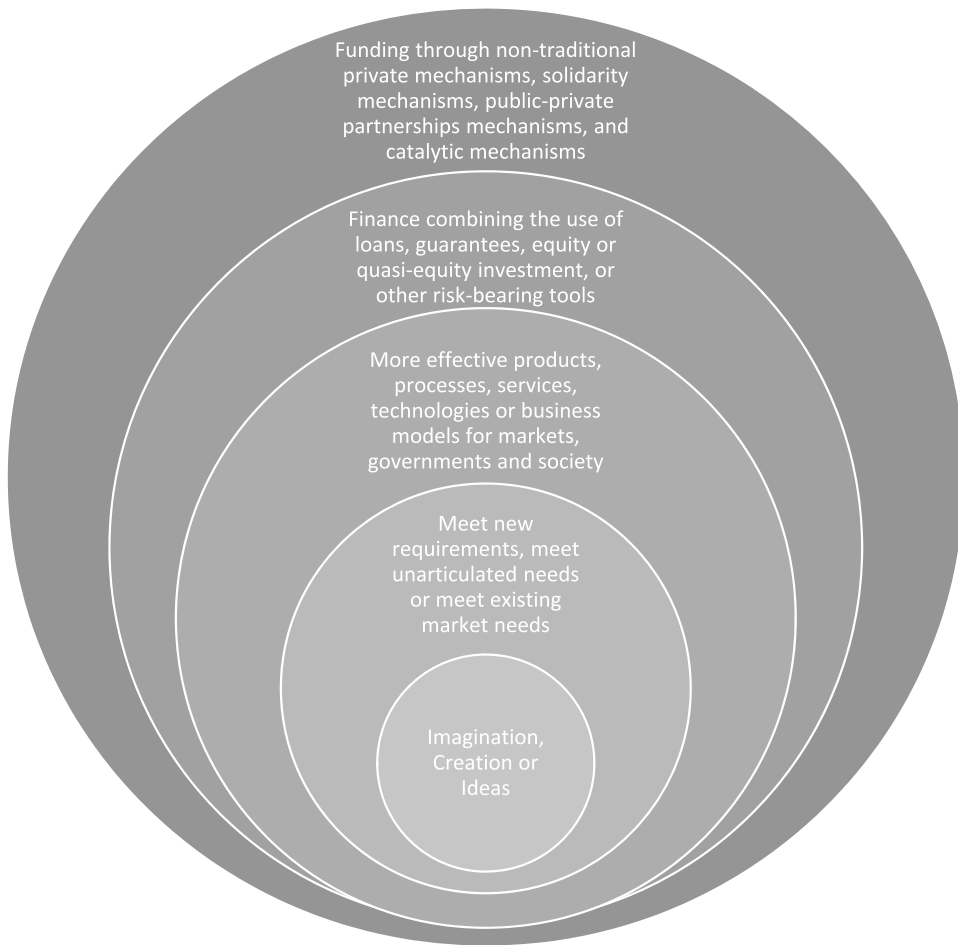 Funding through non-traditional
private mechanisms, solidarity
mechanisms, public-private
partnerships mechanisms, and
catalytic mechanisms
Finance combining the use of
loans, guarantees, equity or
quasi-equity investment, or
other risk-bearing tools
More effective products,
processes, services,
technologies or business
models for markets,
governments and society
Meet new
requirements, meet
unarticulated needs
or meet existing
market needs
Imagination,
Creation or
Ideas